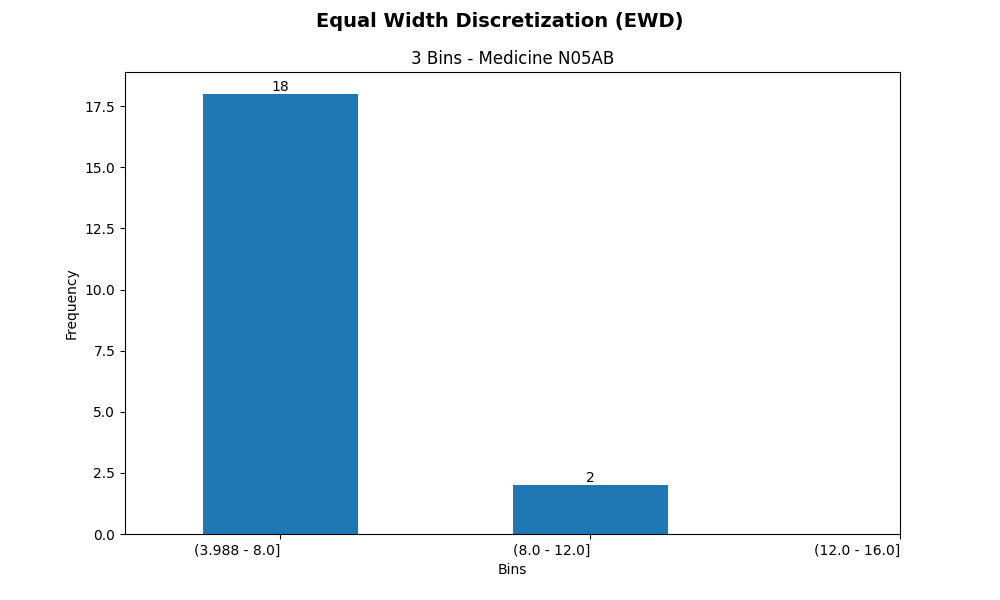 Equal Width Discretization (EWD)
3 Bins - Medicine N05AB
18
17.5
15.0
12.5
10.0
7.5
5.0
2.5
0.0
Frequency
2
(3.988 - 8.0]
(8.0 - 12.0]
(12.0 - 16.0]
Bins